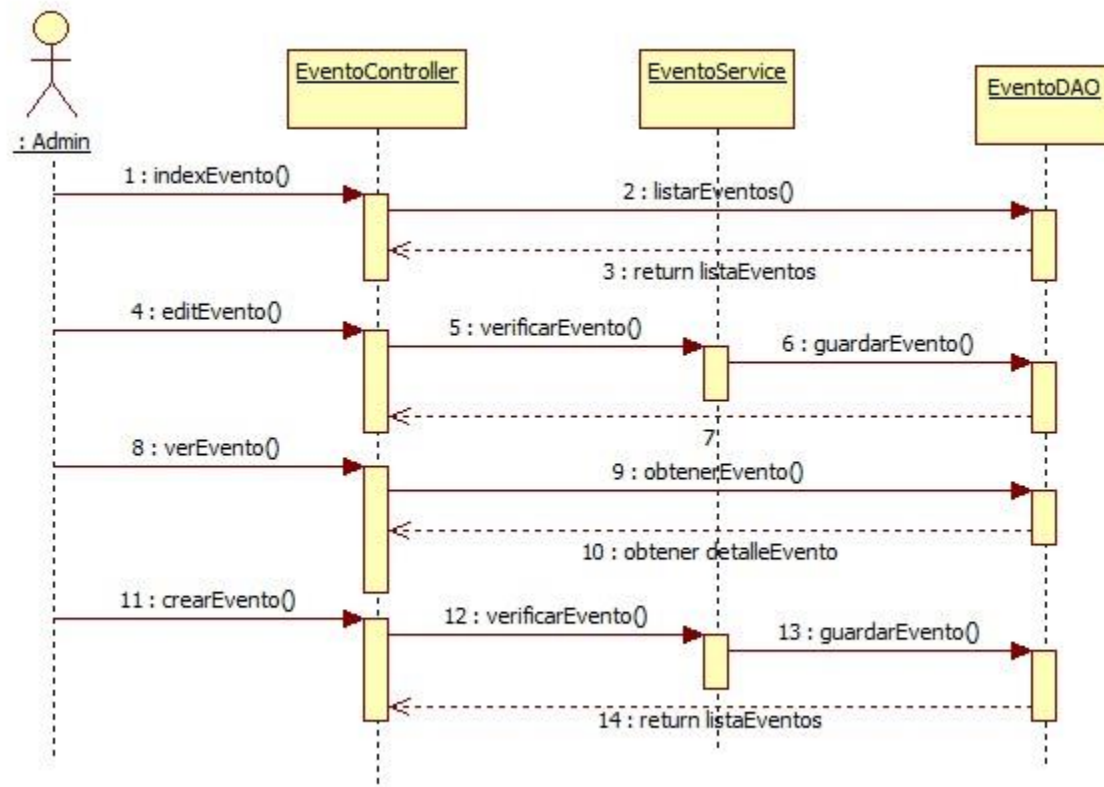 EventoController
EventoService
EventoDAO
: Admin
1 : indexEvento()
2 : listarEventos()
3 : return listaEventos
4 : editEvento()
5 : verificarEvento()
6 : guardarEvento()
7
8 : verEvento()
9 : obtenerEvento()
10 : obtener detalleEvento
11 : crearEvento()
12 : verificarEvento()
13 : guardarEvento()
14 : return listaEventos